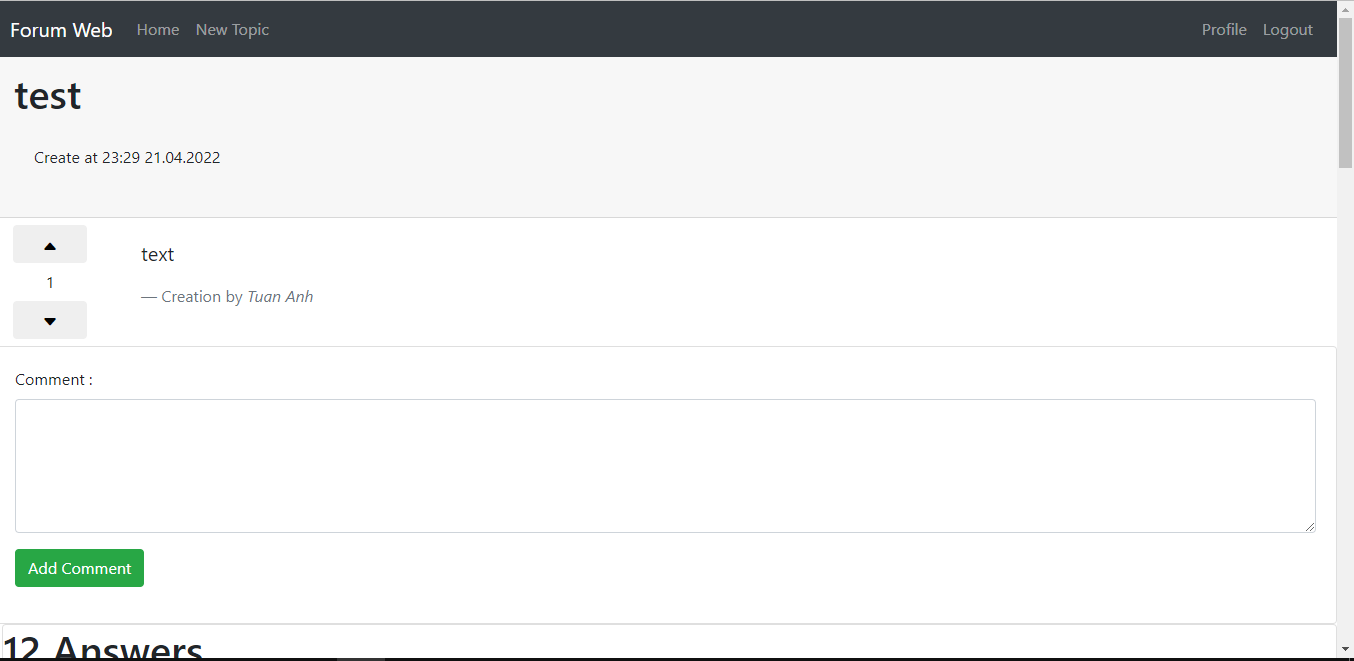 Forum Web Home New Topic Profile Logout
test
Create at 23:29 21.04.2022
1
text
— Creation by Tuan Anh
Comment :
Add Comment
12 Answers